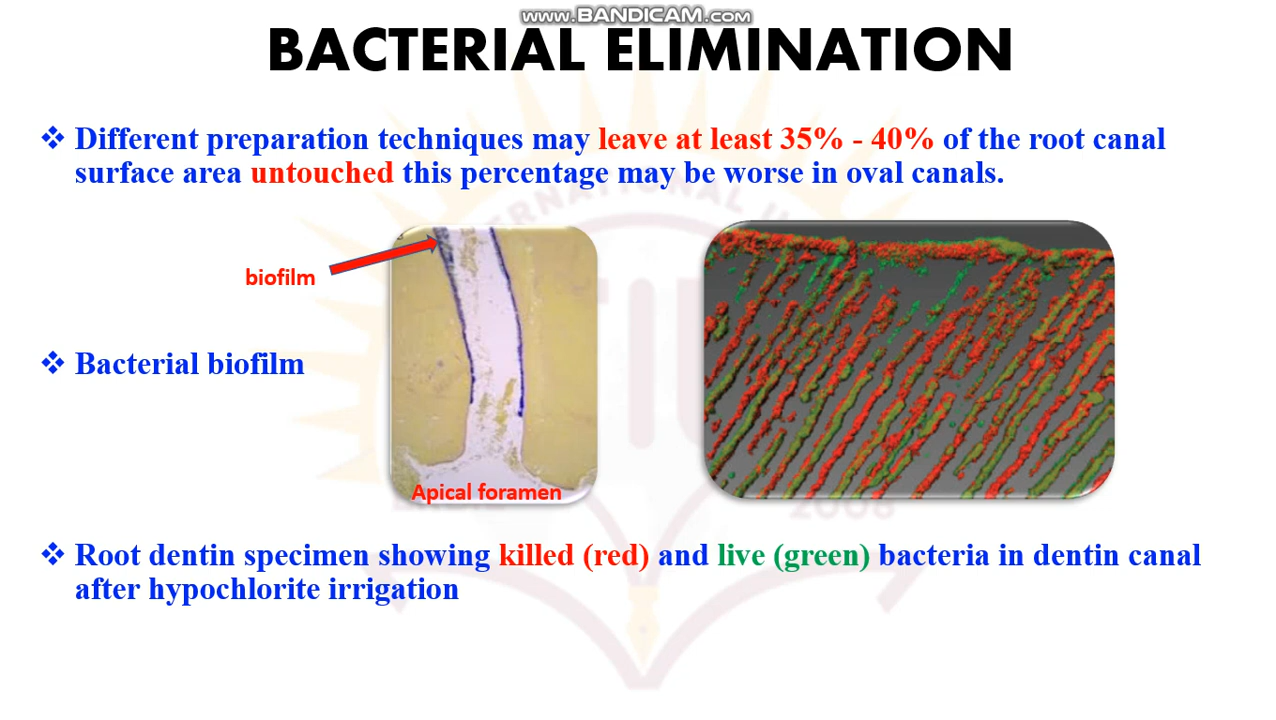 www.BANDICAM.com
BACTERIAL ELIMINATION
❖ Different preparation techniques may leave at least 35% - 40% of the root canal
surface area untouched this percentage may be worse in oval canals.
biofilm
❖ Bacterial biofilm
Apical foramen
2008
❖ Root dentin specimen showing killed (red) and live (green) bacteria in dentin canal
after hypochlorite irrigation